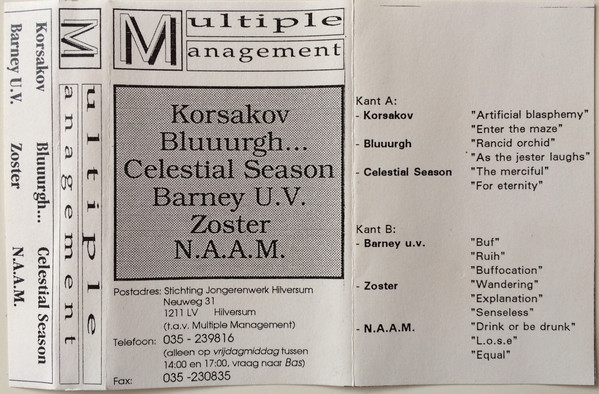 Korsakov Bluuurgh... Celestial Season
Barney U.V. Zoster N.A.A.M.
Multiple
Management
Multiple
Management
Korsakov
Bluuurgh...
Celestial Season
Barney U.V.
Zoster
N.A.A.M.
Postadres: Stichting Jongerenwerk Hilversum
Neuweg 31
1211 LV Hilversum
(t.a.v. Multiple Management)
Telefoon: 035 - 239816
(alleen op vrijdagmiddag tussen
14:00 en 17:00, vraag naar Bas)
Fax: 035 -230835
Kant A:
- Korsakov "Artificial blasphemy"
"Enter the maze"
- Bluuurgh "Rancid orchid"
"As the jester laughs"
- Celestial Season "The merciful"
"For eternity"
Kant B:
- Barney u.v. "Buf"
"Ruih"
"Buffocation"
- Zoster "Wandering"
"Explanation"
"Senseless"
- N.A.A.M. "Drink or be drunk"
"L.o.s.e"
"Equal"